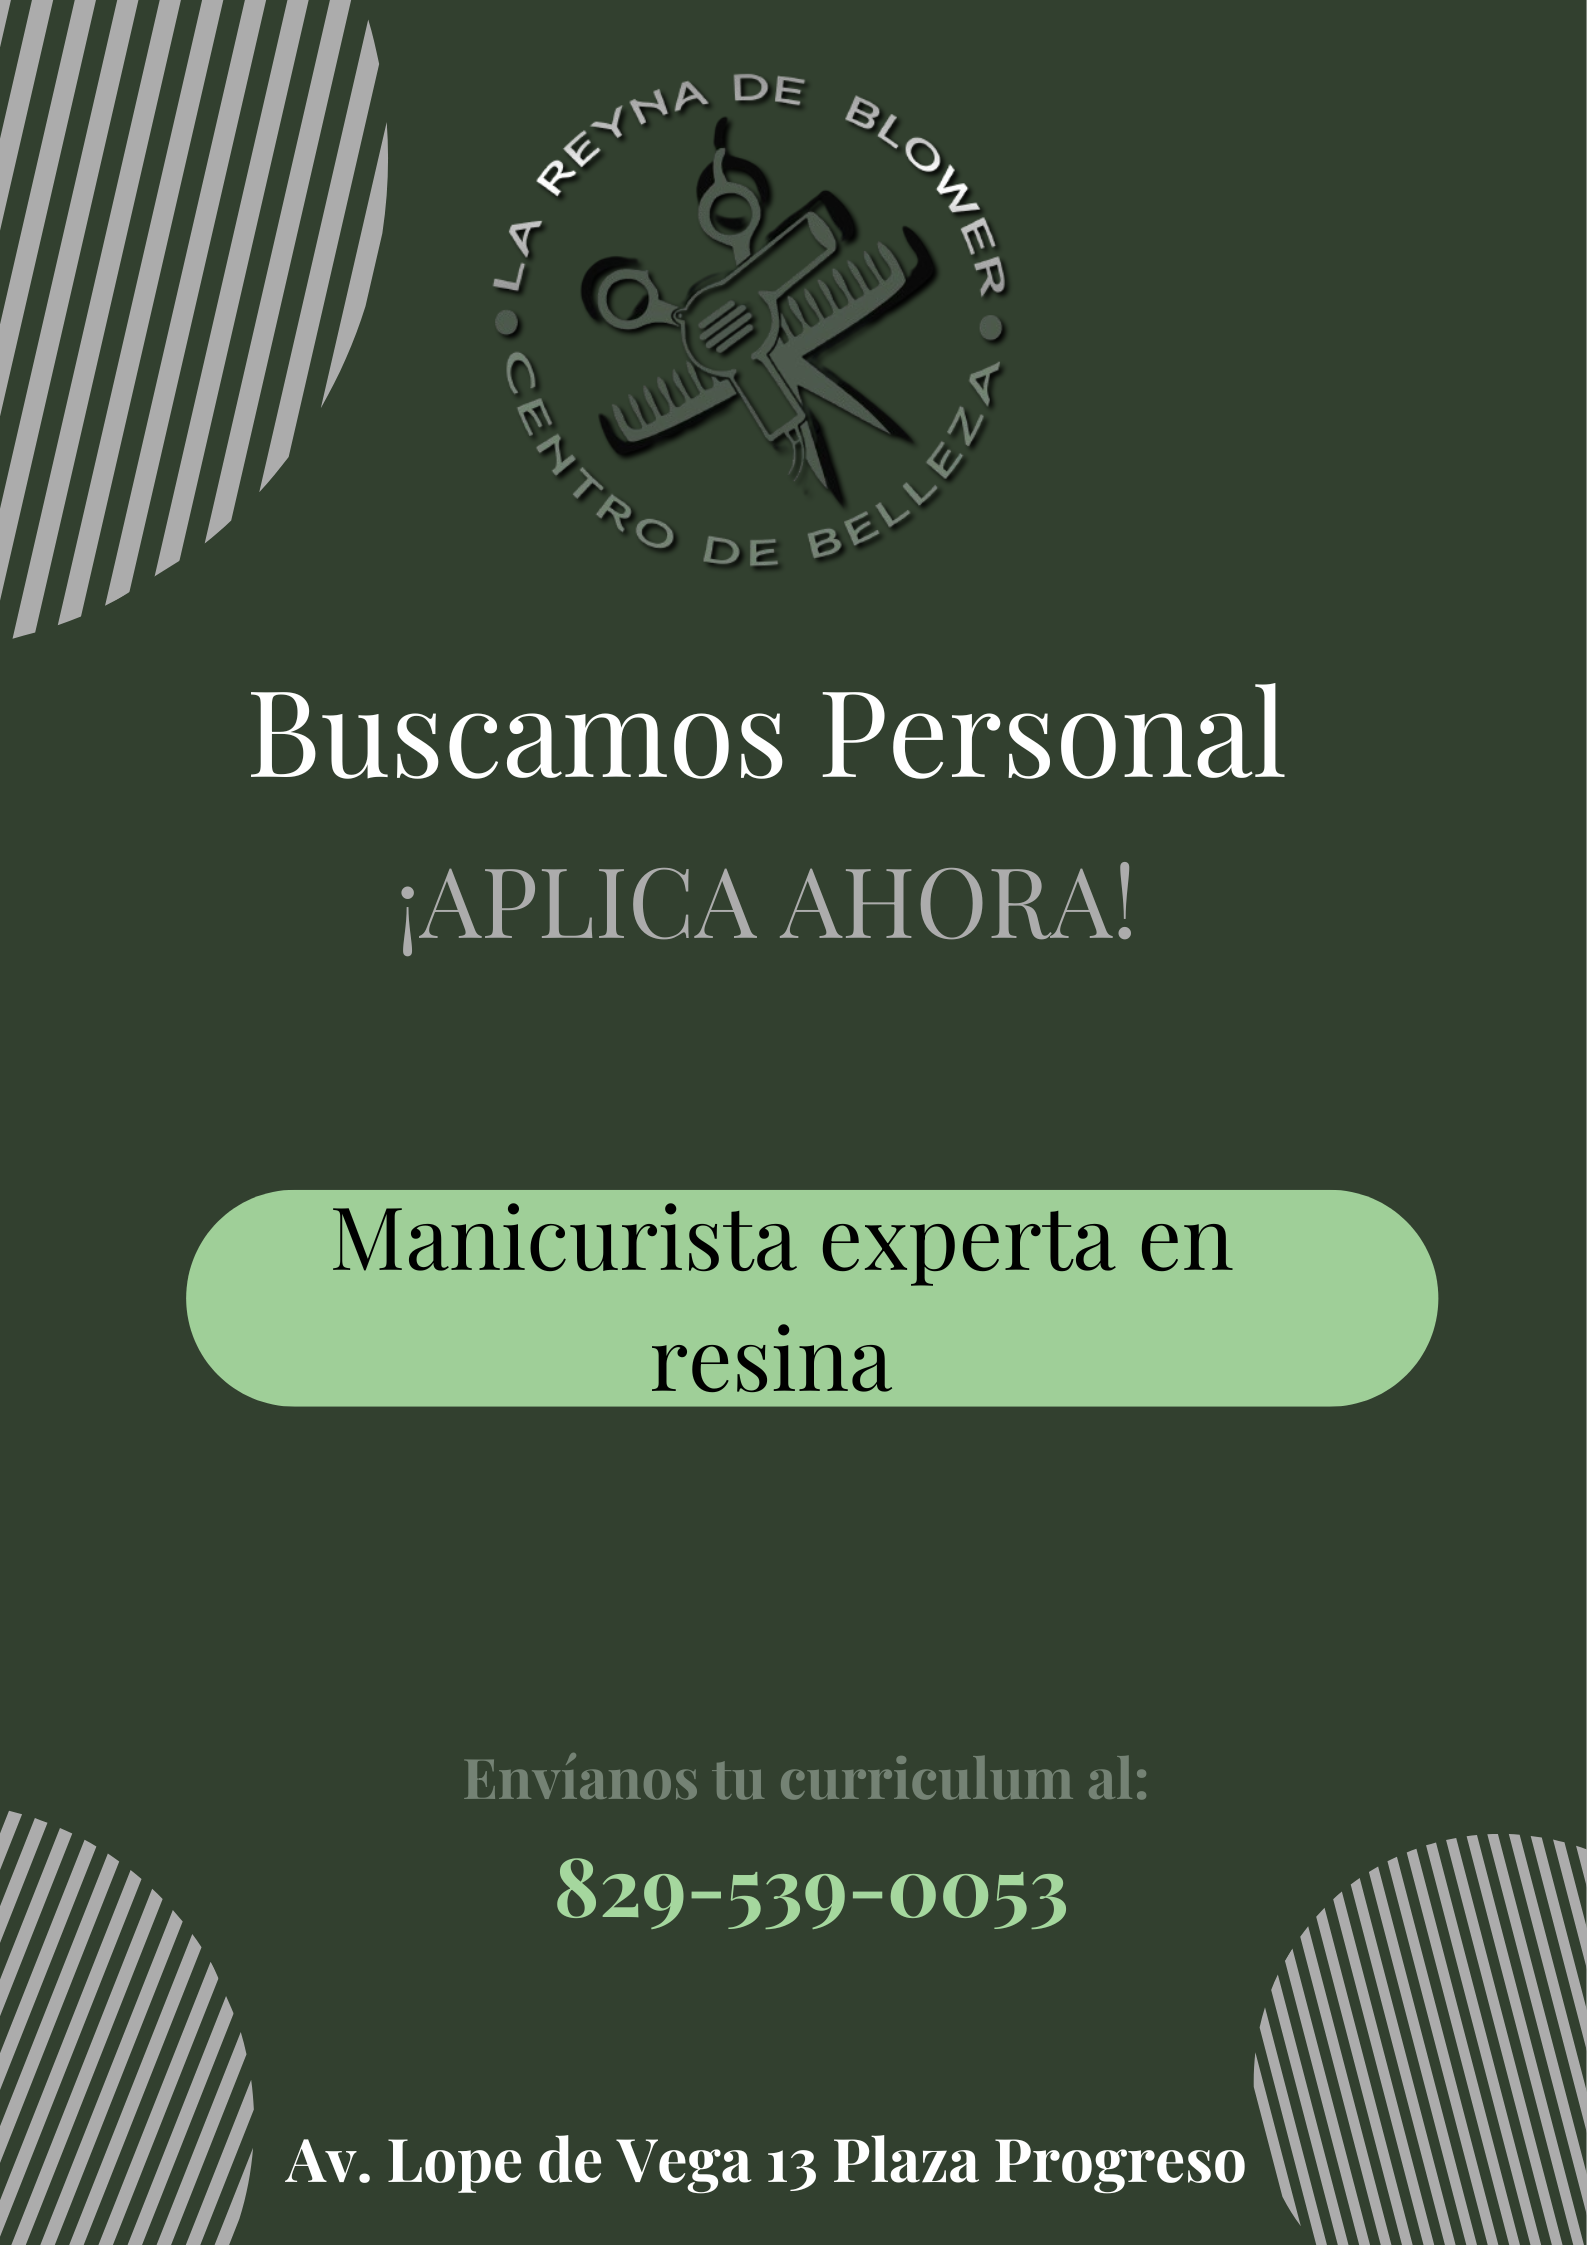 LA REYNA DE BLOWER
CENTRO DE BELLEZA
Buscamos Personal
¡APLICA AHORA!
Manicurista experta en
resina
Envíanos tu curriculum al:
829-539-0053
Av. Lope de Vega 13 Plaza Progreso